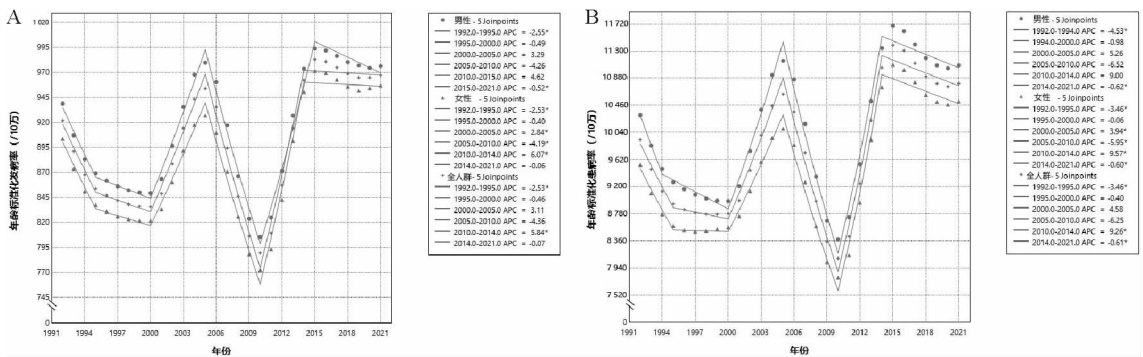 A
年龄标准化发病率(/10万)
1 020
995
970
945
920
895
870
845
820
795
770
745
0
1991 1994 1997 2000 2003 2006 2009 2012 2015 2018 2021
年份
男性 - 5 Joinpoints
1992.0-1995.0 APC = -2.55*
1995.0-2000.0 APC = -0.49
2000.0-2005.0 APC = 3.29
2005.0-2010.0 APC = -4.26
2010.0-2015.0 APC = 4.62
2015.0-2021.0 APC = -0.52*
女性 - 5 Joinpoints
1992.0-1995.0 APC = -2.53*
1995.0-2000.0 APC = -0.40
2000.0-2005.0 APC = 2.84*
2005.0-2010.0 APC = -4.19*
2010.0-2014.0 APC = 6.07*
2014.0-2021.0 APC = -0.06
全人群- 5 Joinpoints
1992.0-1995.0 APC = -2.53*
1995.0-2000.0 APC = -0.46
2000.0-2005.0 APC = 3.11
2005.0-2010.0 APC = -4.36
2010.0-2014.0 APC = 5.84*
2014.0-2021.0 APC = -0.07
B
年龄标准化患病率(/10万)
11 720
11 300
10 880
10 460
10 040
9 620
9 200
8 780
8 360
7 940
7 520
0
1991 1994 1997 2000 2003 2006 2009 2012 2015 2018 2021
年份
男性 - 5 Joinpoints
1992.0-1994.0 APC = -4.53*
1994.0-2000.0 APC = -0.98
2000.0-2005.0 APC = 5.26
2005.0-2010.0 APC = -6.52
2010.0-2014.0 APC = 9.00
2014.0-2021.0 APC = -0.62*
女性 - 5 Joinpoints
1992.0-1995.0 APC = -3.46*
1995.0-2000.0 APC = -0.06
2000.0-2005.0 APC = 3.94*
2005.0-2010.0 APC = -5.95*
2010.0-2014.0 APC = 9.57*
2014.0-2021.0 APC = -0.60*
全人群- 5 Joinpoints
1992.0-1995.0 APC = -3.46*
1995.0-2000.0 APC = -0.40
2000.0-2005.0 APC = 4.58
2005.0-2010.0 APC = -6.25
2010.0-2014.0 APC = 9.26*
2014.0-2021.0 APC = -0.61*